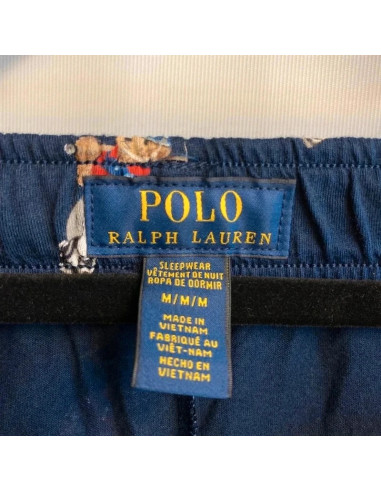 POLO
RALPH LAUREN
SLEEPWEAR
VÊTEMENT DE NUIT
ROPA DE DORMIR
M/M/M
MADE IN
VIETNAM
FABRIQUÉ AU
VIÊT-NAM
HECHO EN
VIETNAM